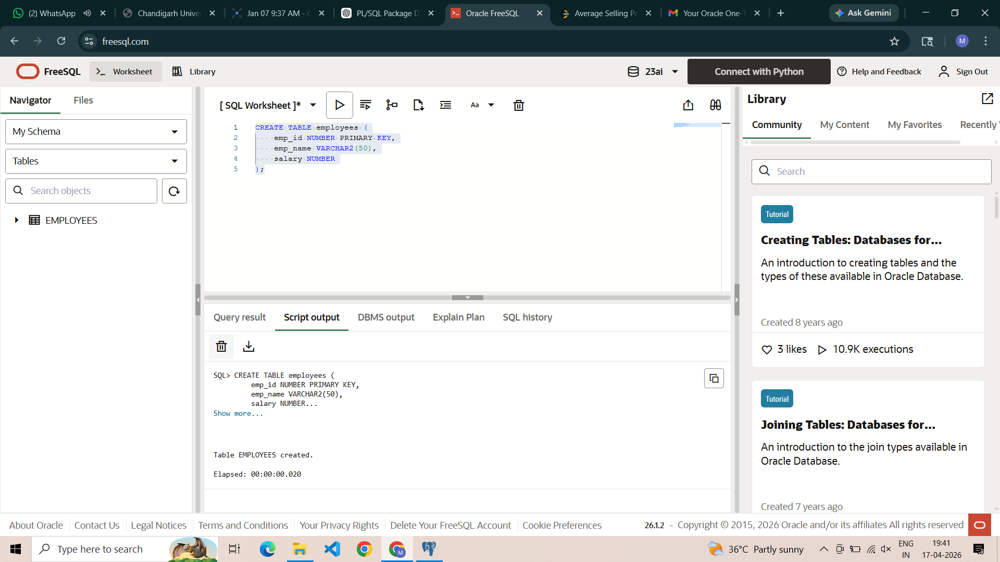 (2) WhatsApp
Chandigarh Univer
Jan 07 9:37 AM - C
PL/SQL Package D
Oracle FreeSQL
Average Selling Pr
Your Oracle One-T
Ask Gemini
freesql.com
M
FreeSQL
Worksheet
Library
23ai
Connect with Python
Help and Feedback
Sign Out
Navigator
Files
My Schema
Tables
Search objects
EMPLOYEES
[ SQL Worksheet ]*
Aa
1 CREATE TABLE employees (
2 emp_id NUMBER PRIMARY KEY,
3 emp_name VARCHAR2(50),
4 salary NUMBER
5 );
Query result
Script output
DBMS output
Explain Plan
SQL history
SQL> CREATE TABLE employees (
emp_id NUMBER PRIMARY KEY,
emp_name VARCHAR2(50),
salary NUMBER...
Show more...
Table EMPLOYEES created.
Elapsed: 00:00:00.020
Library
Community
My Content
My Favorites
Recently
Search
Tutorial
Creating Tables: Databases for...
An introduction to creating tables and the
types of these available in Oracle Database.
Created 8 years ago
3 likes
10.9K executions
Tutorial
Joining Tables: Databases for...
An introduction to the join types available in
Oracle Database.
Created 7 years ago
About Oracle
Contact Us
Legal Notices
Terms and Conditions
Your Privacy Rights
Delete Your FreeSQL Account
Cookie Preferences
26.1.2 - Copyright © 2015, 2026 Oracle and/or its affiliates All rights reserved
Type here to search
M
36°C Partly sunny
ENG
IN
19:41
17-04-2026